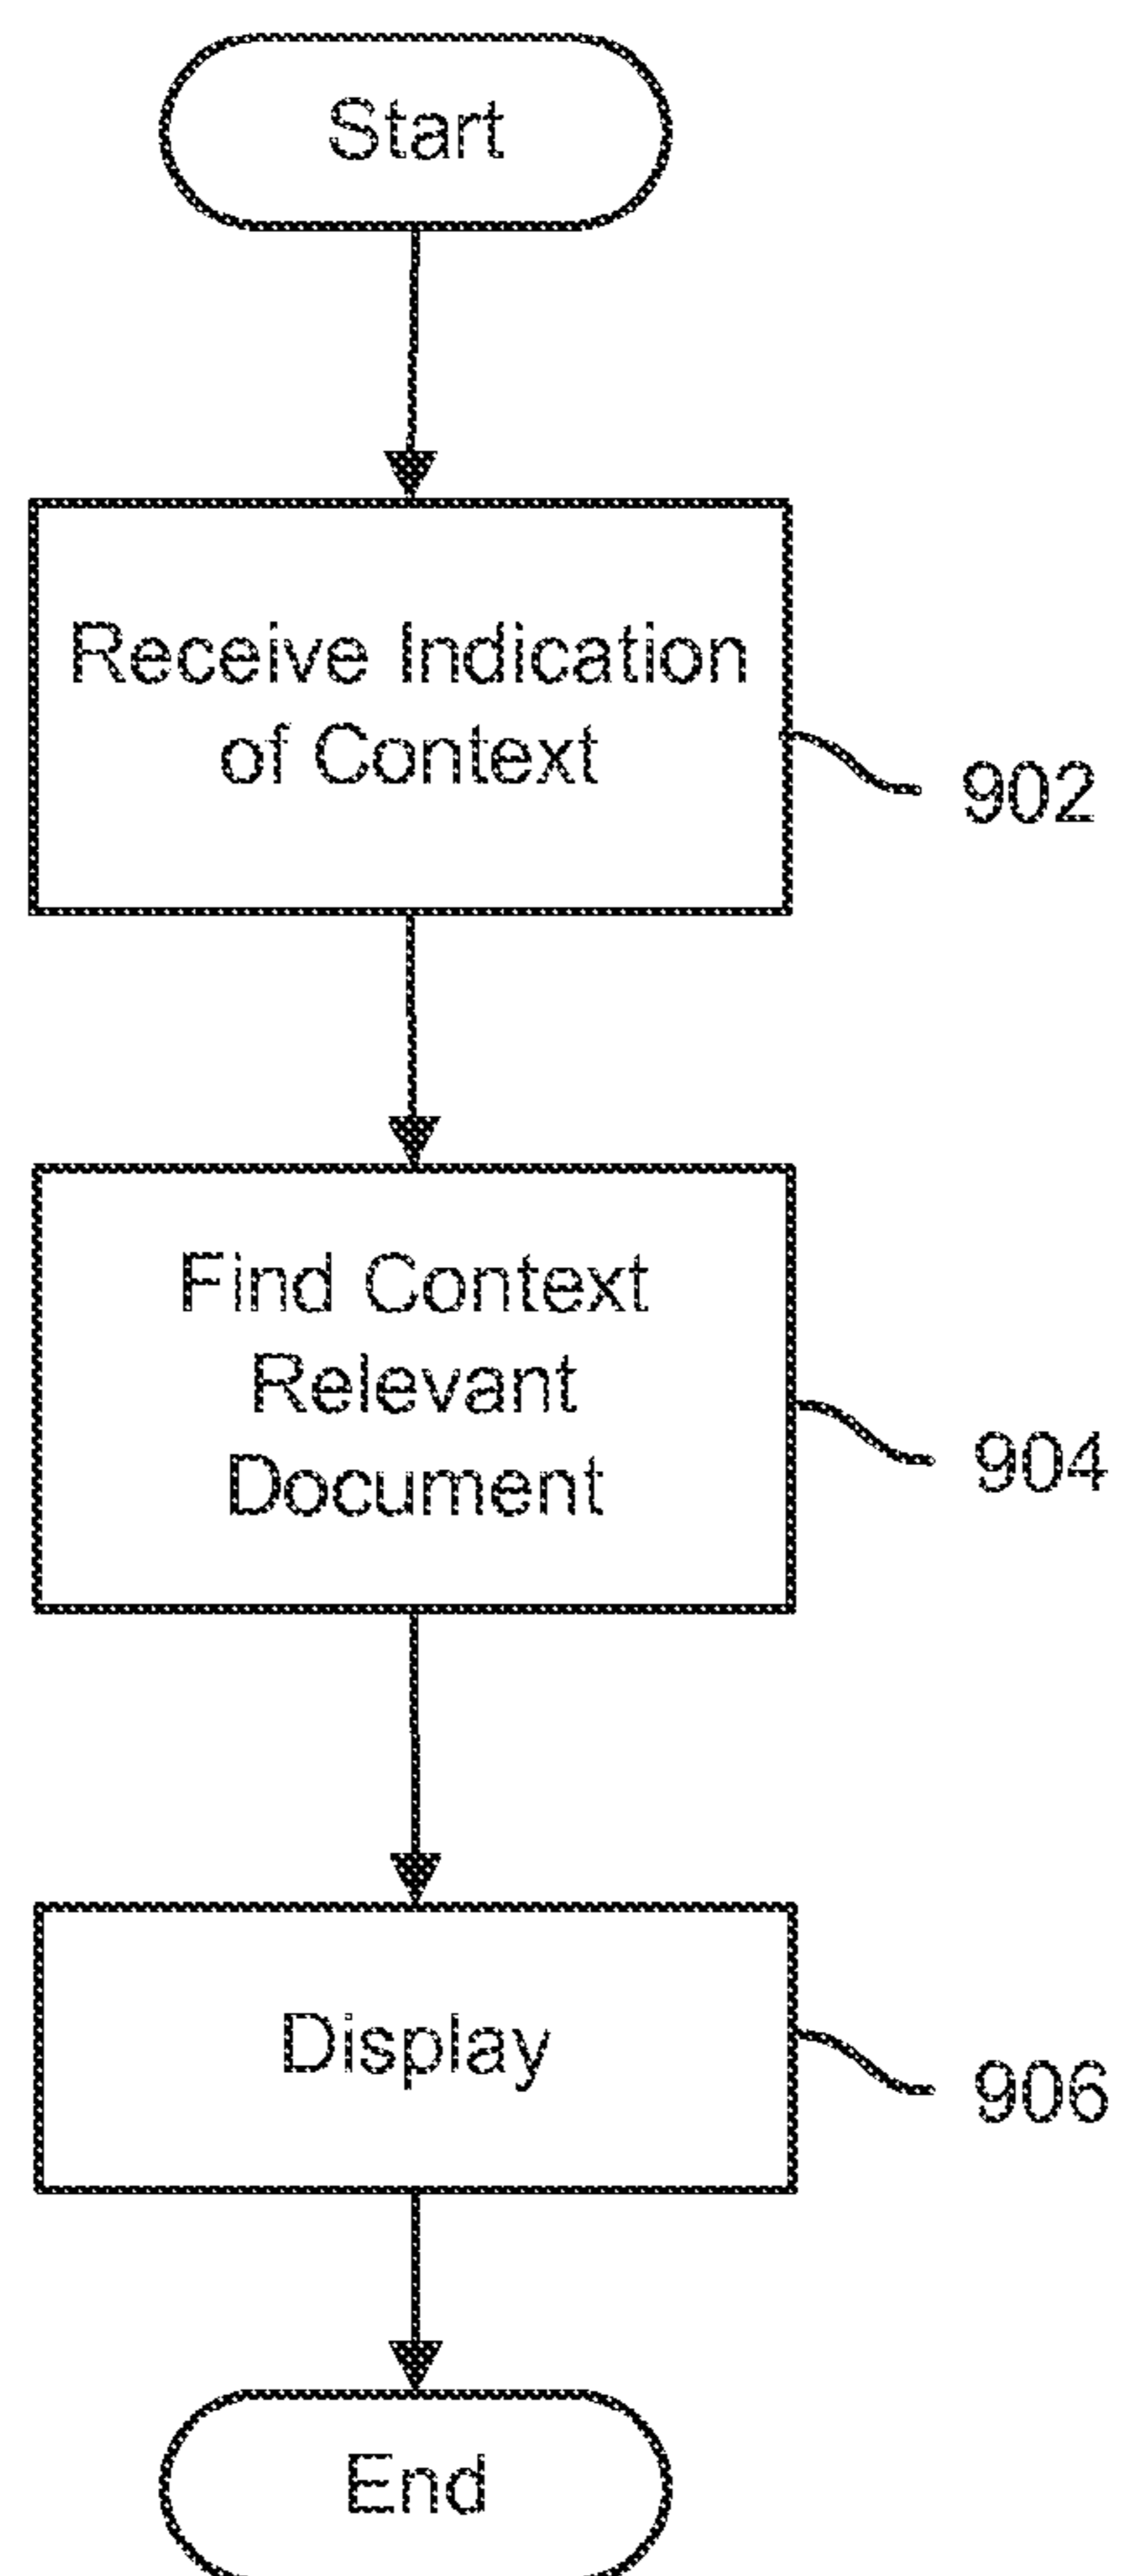 Start
Receive Indication
of Context
902
Find Context
Relevant
Document
904
Display
906
End